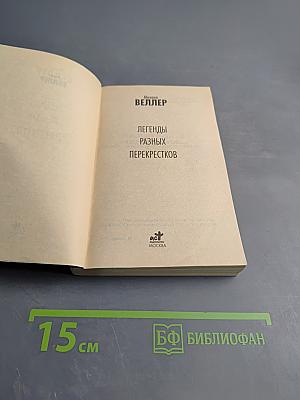 Михаил
ВЕЛЛЕР
ЛЕГЕНДЫ
РАЗНЫХ
ПЕРЕКРЕСТКОВ
МОСКВА
15 см
БФ БИБЛИОФАН